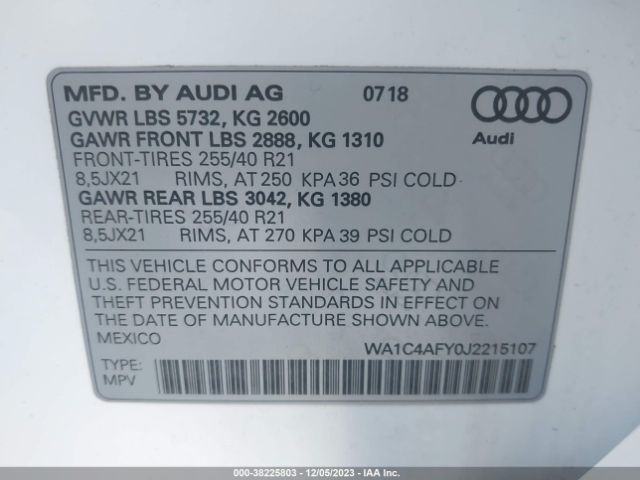 MFD. BY AUDI AG 0718
GVWR LBS 5732, KG 2600
GAWR FRONT LBS 2888, KG 1310
Audi
FRONT-TIRES 255/40 R21
8,5JX21 RIMS, AT 250 KPA 36 PSI COLD
GAWR REAR LBS 3042, KG 1380
REAR-TIRES 255/40 R21
8,5JX21 RIMS, AT 270 KPA 39 PSI COLD
THIS VEHICLE CONFORMS TO ALL APPLICABLE
U.S. FEDERAL MOTOR VEHICLE SAFETY AND
THEFT PREVENTION STANDARDS IN EFFECT ON
THE DATE OF MANUFACTURE SHOWN ABOVE.
MEXICO
WA1C4AFY0J2215107
TYPE:
MPV
000-38225803 - 12/05/2023 - IAA Inc.